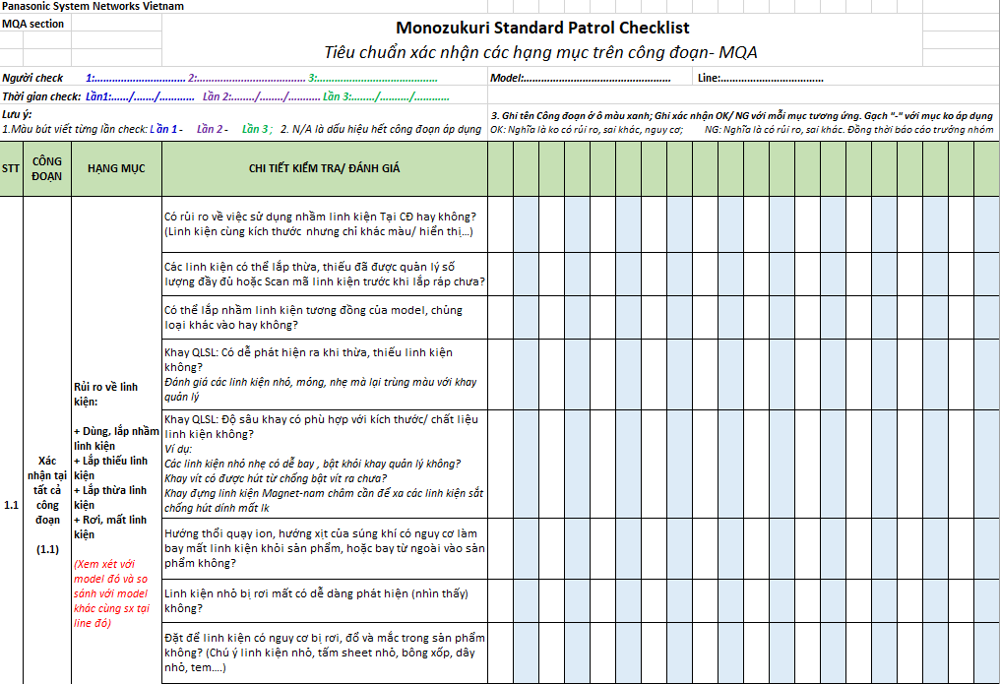 Panasonic System Networks Vietnam
MQA section
Monozukuri Standard Patrol Checklist
Tiêu chuẩn xác nhận các hạng mục trên công đoạn- MQA
Người check 1:............................... 2:..................................... 3:.........................................
Model:................................................... Line:...................................
Thời gian check: Lần1:....../......./............ Lần 2:......../......./........... Lần 3:......../........../............
Lưu ý:
1.Màu bút viết từng lần check: Lần 1 - Lần 2 - Lần 3 ; 2. N/A là dấu hiệu hết công đoạn áp dụng
3. Ghi tên Công đoạn ở ô màu xanh; Ghi xác nhận OK/ NG với mỗi mục tương ứng. Gạch "-" với mục ko áp dụng
OK: Nghĩa là ko có rủi ro, sai khác, nguy cơ; NG: Nghĩa là có rủi ro, sai khác. Đồng thời báo cáo trưởng nhóm
STT
CÔNG
ĐOẠN
HẠNG MỤC
CHI TIẾT KIỂM TRA/ ĐÁNH GIÁ
1.1
Xác
nhận tại
tất cả
công
đoạn
(1.1)
Rủi ro về linh
kiện:
+ Dùng, lắp nhầm
linh kiện
+ Lắp thiếu linh
kiện
+ Lắp thừa linh
kiện
+ Rơi, mất linh
kiện
(Xem xét với
model đó và so
sánh với model
khác cùng sx tại
line đó)
Có rủi ro về việc sử dụng nhầm linh kiện Tại CĐ hay không?
(Linh kiện cùng kích thước nhưng chỉ khác màu/ hiển thị...)
Các linh kiện có thể lắp thừa, thiếu đã được quản lý số
lượng đầy đủ hoặc Scan mã linh kiện trước khi lắp ráp chưa?
Có thể lắp nhầm linh kiện tương đồng của model, chủng
loại khác vào hay không?
Khay QLSL: Có dễ phát hiện ra khi thừa, thiếu linh kiện
không?
Đánh giá các linh kiện nhỏ, mỏng, nhẹ mà lại trùng màu với khay
quản lý
Khay QLSL: Độ sâu khay có phù hợp với kích thước/ chất liệu
linh kiện không?
Ví dụ:
Các linh kiện nhỏ nhẹ có dễ bay , bật khỏi khay quản lý không?
Khay vít có được hút từ chống bật vít ra chưa?
Khay đựng linh kiện Magnet-nam châm cần để xa các linh kiện sắt
chống hút dính mất lk
Hướng thổi quạy ion, hướng xịt của súng khí có nguy cơ làm
bay mất linh kiện khỏi sản phẩm, hoặc bay từ ngoài vào sản
phẩm không?
Linh kiện nhỏ bị rơi mất có dễ dàng phát hiện (nhìn thấy)
không?
Đặt để linh kiện có nguy cơ bị rơi, đổ và mắc trong sản phẩm
không? (Chú ý linh kiện nhỏ, tấm sheet nhỏ, bông xốp, dây
nhỏ, tem....)